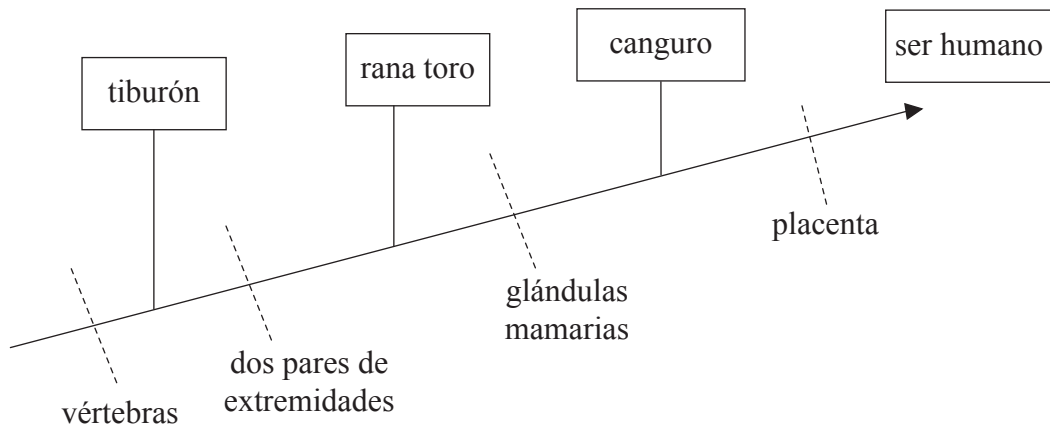 tiburón
rana toro
canguro
ser humano
vértebras
dos pares de
extremidades
glándulas
mamarias
placenta